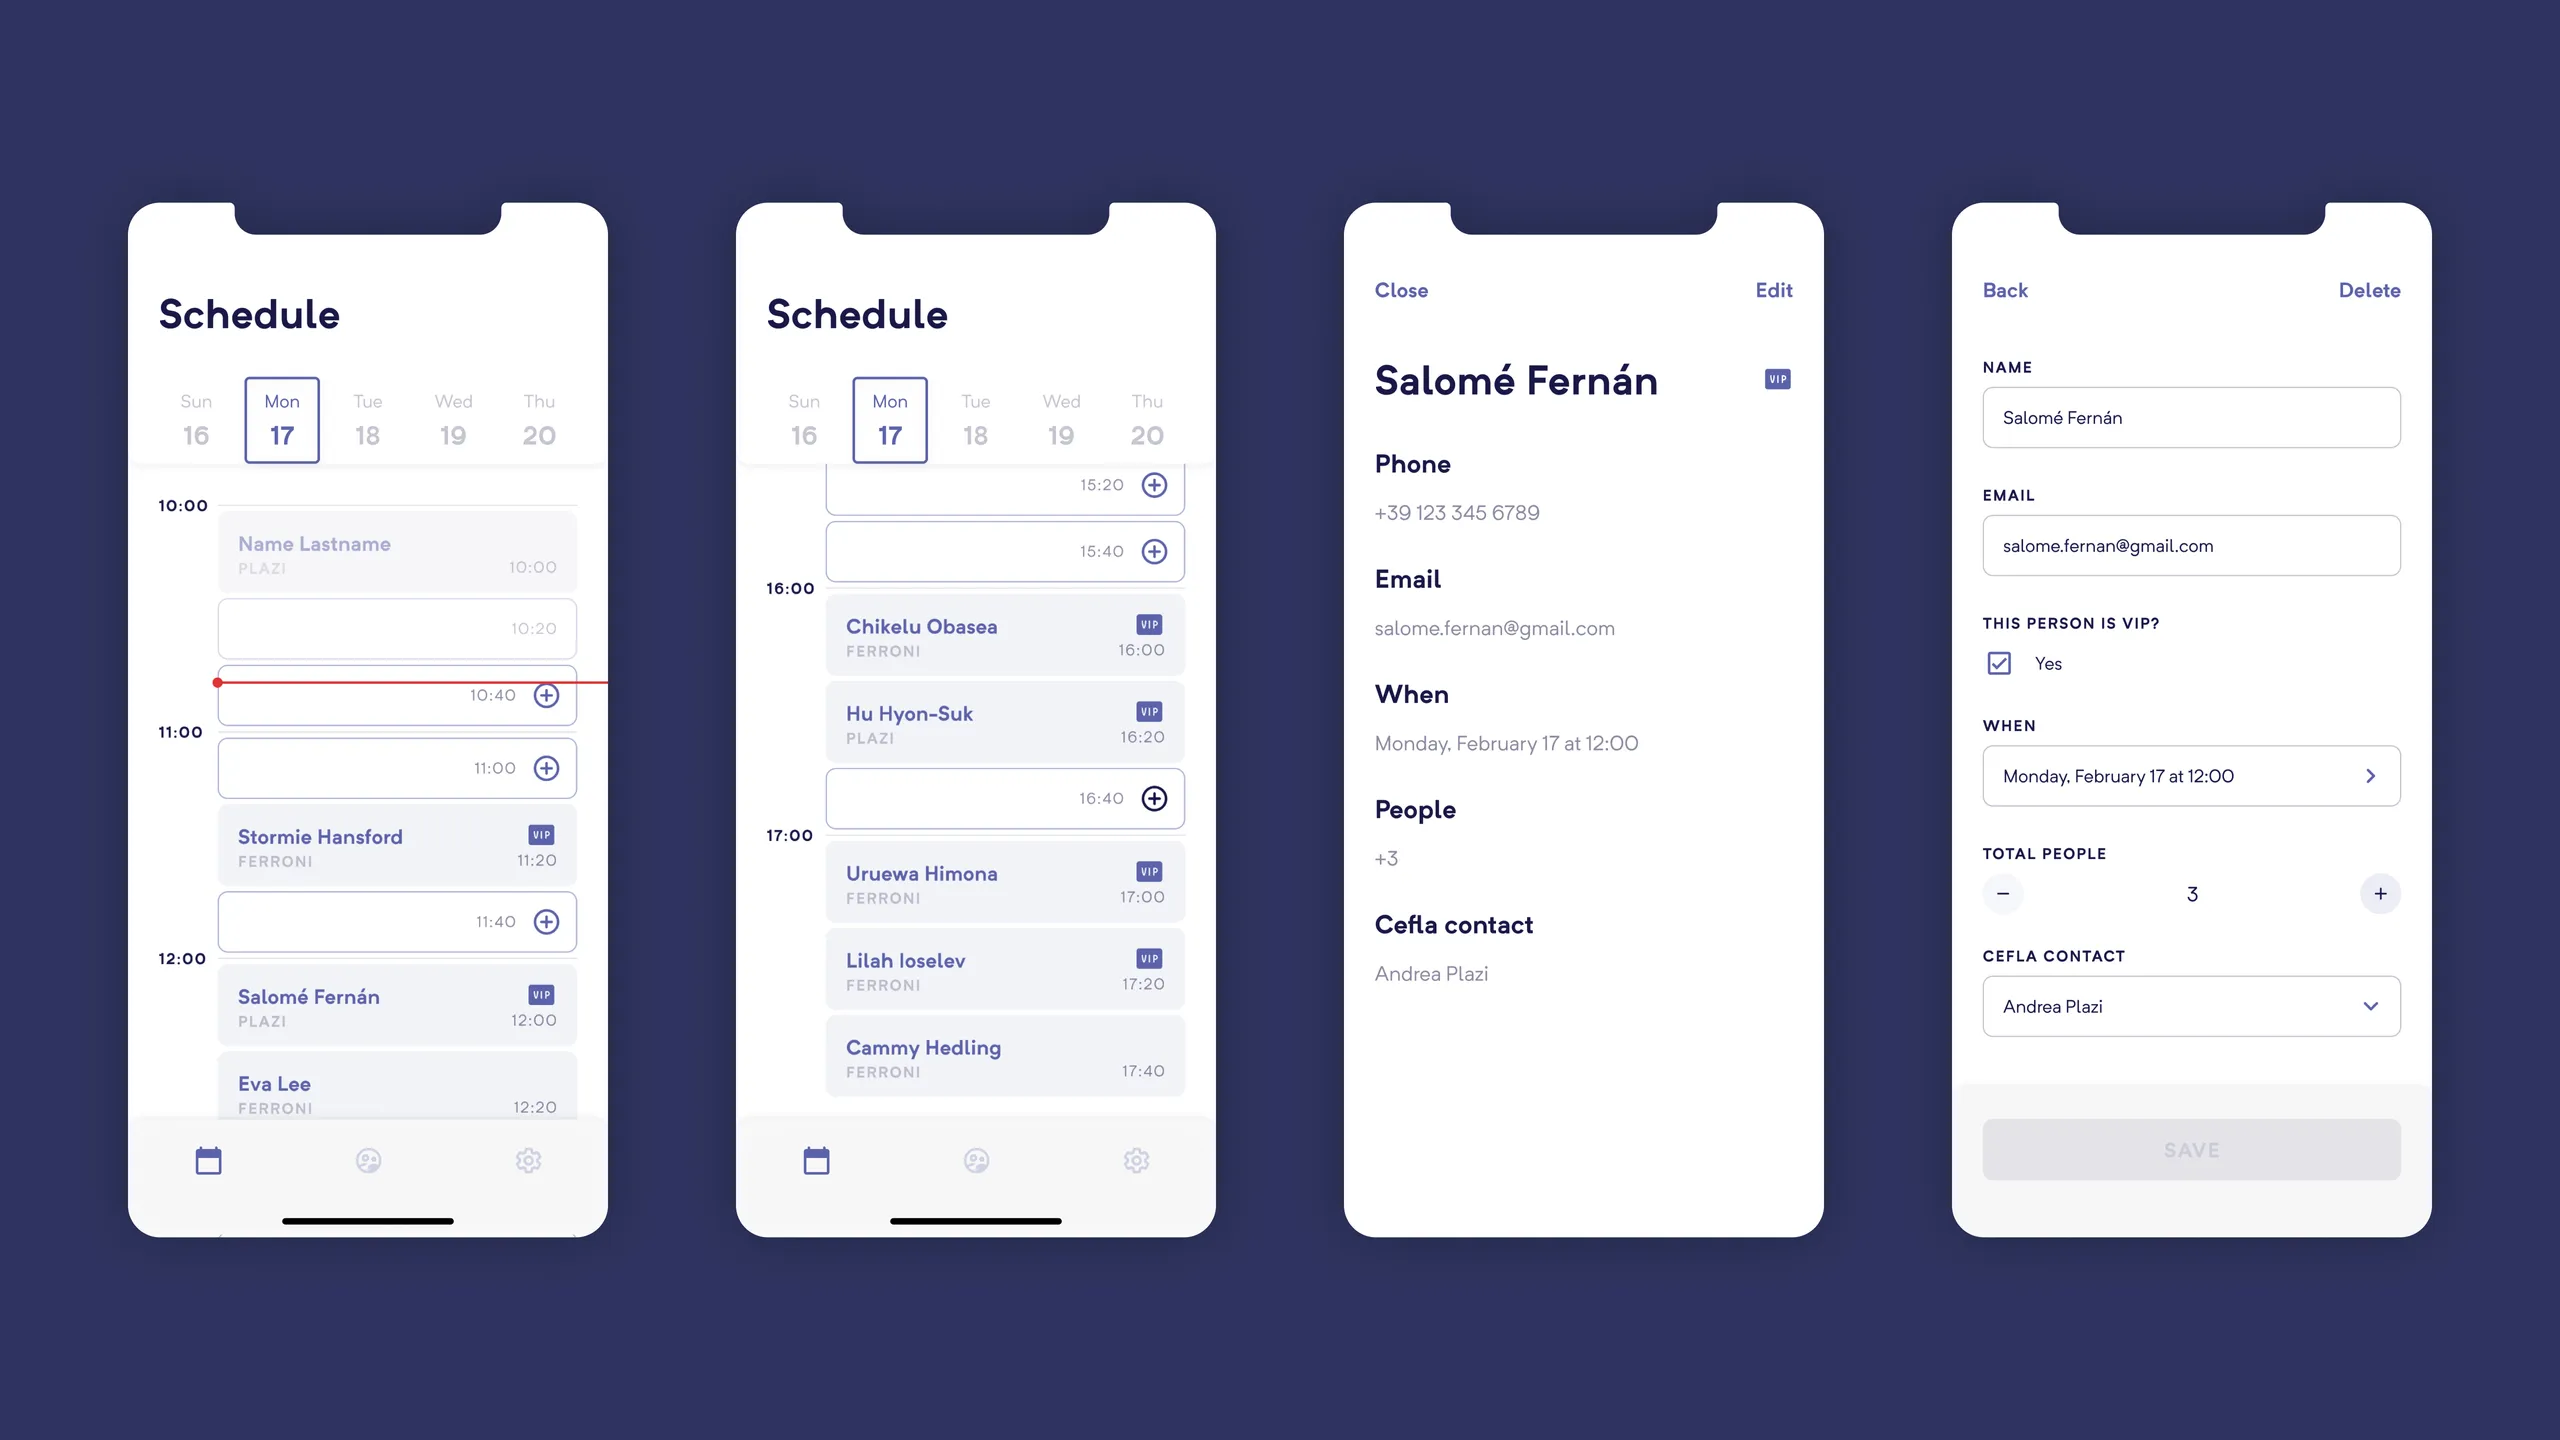 Schedule
Sun Mon Tue Wed Thu
16 17 18 19 20
10:00
Name Lastname
PLAZI 10:00
10:20
10:40
11:00
11:00
Stormie Hansford VIP
FERRONI 11:20
11:40
12:00
Salomé Fernán VIP
PLAZI 12:00
Eva Lee
FERRONI 12:20
Schedule
Sun Mon Tue Wed Thu
16 17 18 19 20
15:20
15:40
16:00
Chikelu Obasea VIP
FERRONI 16:00
Hu Hyon-Suk VIP
PLAZI 16:20
16:40
17:00
Uruewa Himona VIP
FERRONI 17:00
Lilah Ioselev VIP
FERRONI 17:20
Cammy Hedling
FERRONI 17:40
Close Edit
Salomé Fernán VIP
Phone
+39 123 345 6789
Email
salome.fernan@gmail.com
When
Monday, February 17 at 12:00
People
+3
Cefla contact
Andrea Plazi
Back Delete
NAME
Salomé Fernán
EMAIL
salome.fernan@gmail.com
THIS PERSON IS VIP?
Yes
WHEN
Monday, February 17 at 12:00
TOTAL PEOPLE
− 3 +
CEFLA CONTACT
Andrea Plazi
SAVE